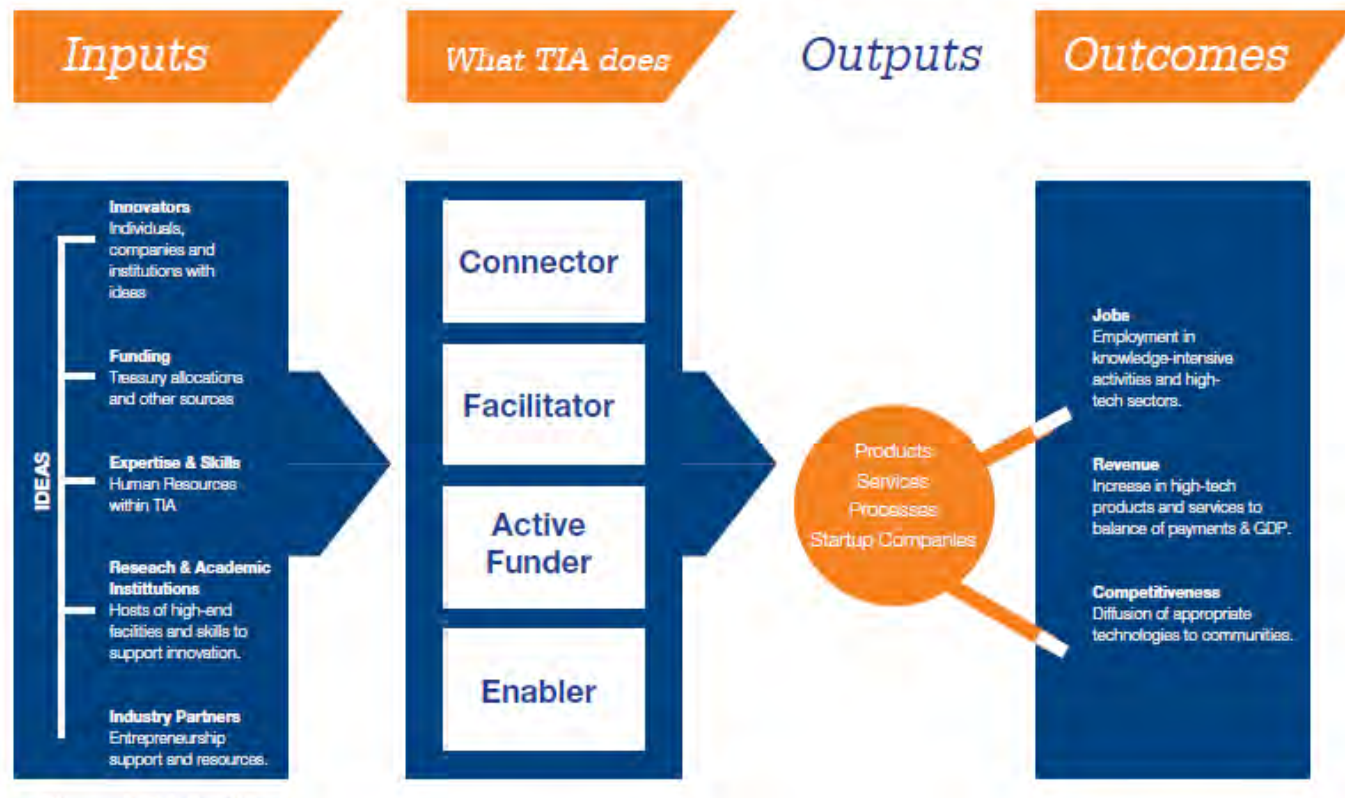 Inputs
What TIA does
Outputs
Outcomes
IDEAS
Innovators
Individuals,
companies and
institutions with
ideas
Funding
Treasury allocations
and other sources
Expertise & Skills
Human Resources
within TIA
Reseach & Academic
Instittutions
Hosts of high-end
facilities and skills to
support innovation.
Industry Partners
Entrepreneurship
support and resources.
Connector
Facilitator
Active
Funder
Enabler
Products
Services
Processes
Startup Companies
Jobs
Employment in
knowledge-intensive
activities and high-
tech sectors.
Revenue
Increase in high-tech
products and services to
balance of payments & GDP.
Competitiveness
Diffusion of appropriate
technologies to communities.